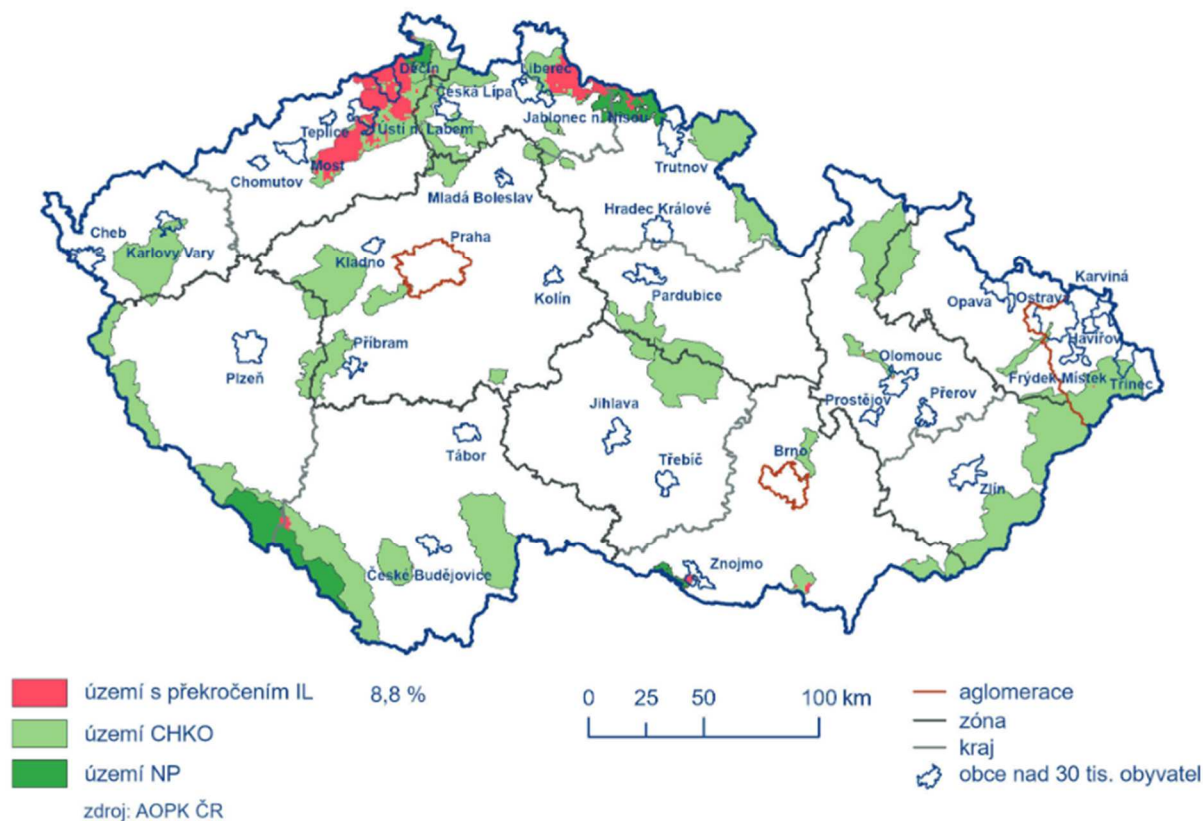 Děčín
Liberec
Česká Lípa
Jablonec n. Nisou
Teplice
Ústí n. Labem
Most
Chomutov
Trutnov
Mladá Boleslav
Hradec Králové
Cheb
Karlovy Vary
Praha
Kladno
Kolín
Pardubice
Karviná
Opava
Ostrava
Havířov
Příbram
Plzeň
Olomouc
Frýdek Místek
Třinec
Prostějov
Přerov
Jihlava
Tábor
Třebíč
Brno
Zlín
České Budějovice
Znojmo
území s překročením IL 8,8 %
území CHKO
území NP
zdroj: AOPK ČR
0 25 50 100 km
aglomerace
zóna
kraj
obce nad 30 tis. obyvatel